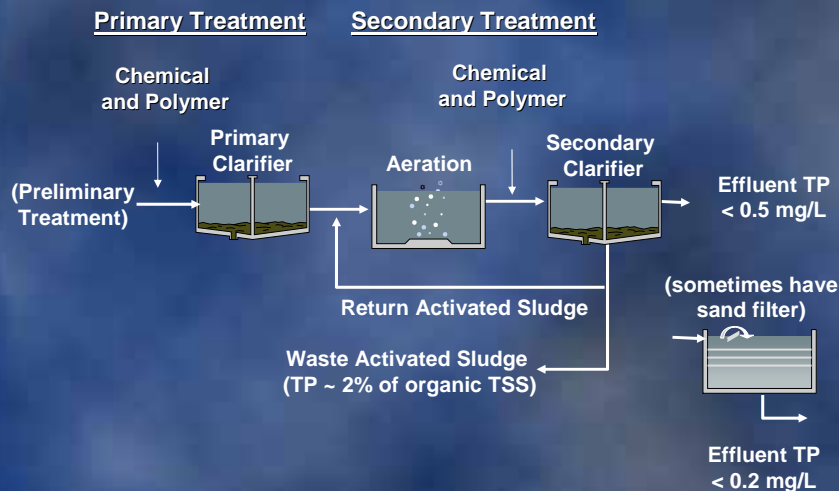 Primary Treatment
Secondary Treatment
Chemical
and Polymer
Chemical
and Polymer
Primary
Clarifier
Aeration
Secondary
Clarifier
(Preliminary
Treatment)
Effluent TP
< 0.5 mg/L
Return Activated Sludge
(sometimes have
sand filter)
Waste Activated Sludge
(TP ~ 2% of organic TSS)
Effluent TP
< 0.2 mg/L